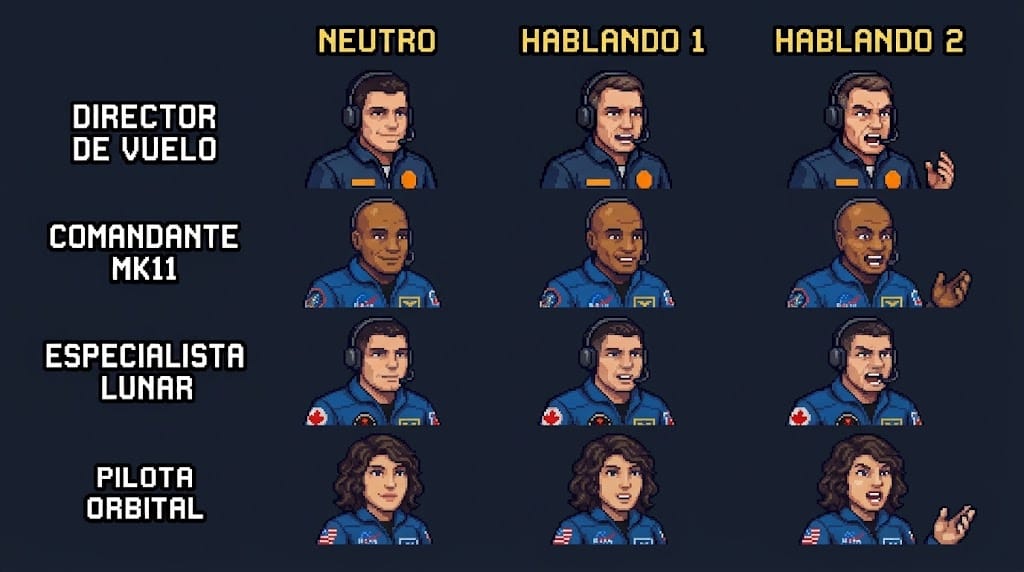 NEUTRO
HABLANDO 1
HABLANDO 2
DIRECTOR
DE VUELO
COMANDANTE
MK11
ESPECIALISTA
LUNAR
PILOTA
ORBITAL